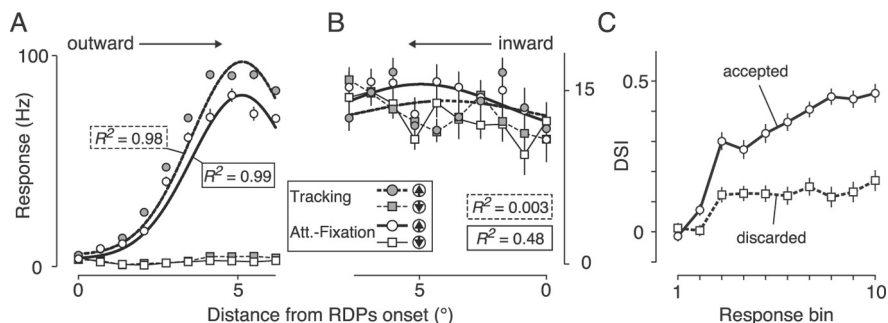 A
B
C
outward
inward
100
0
Response (Hz)
R² = 0.98
R² = 0.99
Tracking
Att.-Fixation
R² = 0.003
R² = 0.48
15
0
0
5
5
0
Distance from RDPs onset (°)
0.5
0
DSI
accepted
discarded
1
10
Response bin